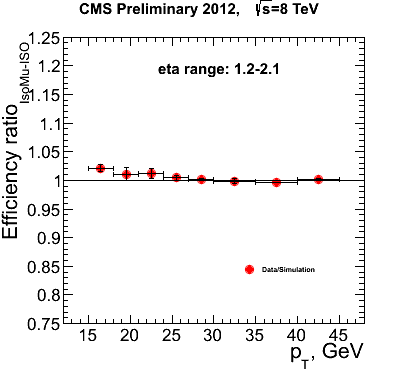 CMS Preliminary 2012, √s=8 TeV
eta range: 1.2-2.1
Efficiency ratio IsoMu-ISO
1.25
1.2
1.15
1.1
1.05
1
0.95
0.9
0.85
0.8
0.75
Data/Simulation
15 20 25 30 35 40 45
pT, GeV